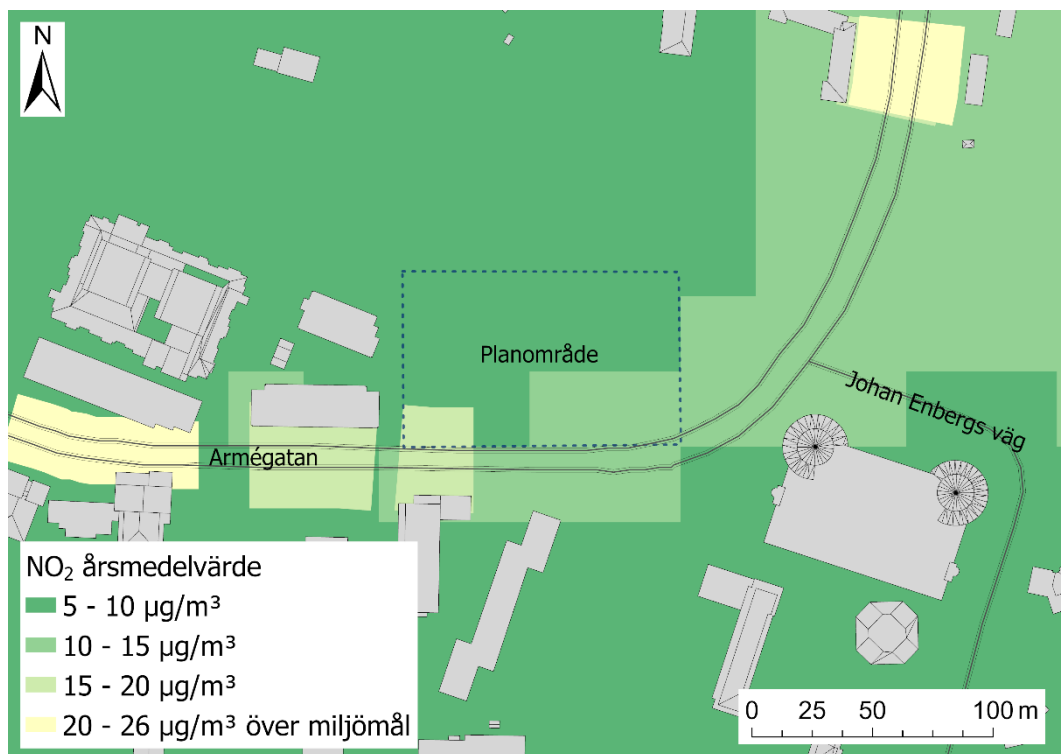 N
Planområde
Johan Enbergs väg
Armégatan
NO₂ årsmedelvärde
5 - 10 µg/m³
10 - 15 µg/m³
15 - 20 µg/m³
20 - 26 µg/m³ över miljömål
0 25 50 100 m